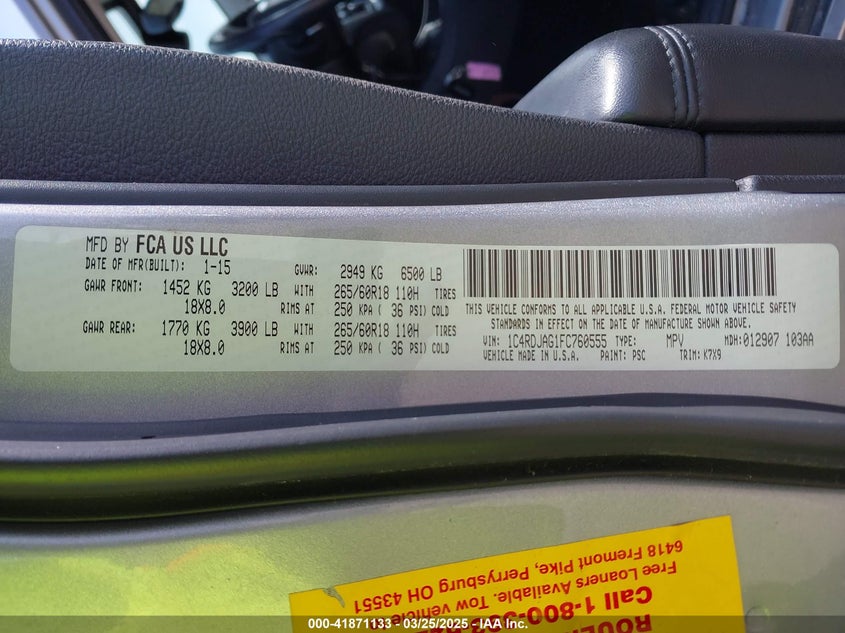 MFD BY FCA US LLC
DATE OF MFR(BUILT): 1-15 GVWR: 2949 KG 6500 LB
GAWR FRONT: 1452 KG 3200 LB WITH 265/60R18 110H TIRES
18X8.0 RIMS AT 250 KPA ( 36 PSI) COLD
GAWR REAR: 1770 KG 3900 LB WITH 265/60R18 110H TIRES
18X8.0 RIMS AT 250 KPA ( 36 PSI) COLD
THIS VEHICLE CONFORMS TO ALL APPLICABLE U.S.A. FEDERAL MOTOR VEHICLE SAFETY
STANDARDS IN EFFECT ON THE DATE OF MANUFACTURE SHOWN ABOVE.
VIN: 1C4RDJAG1FC760555 TYPE: MPV MDH: 012907 103AA
VEHICLE MADE IN U.S.A. PAINT: PSC TRIM: K7X9
Call 1-800-
Free Loaners Available. Tow
6418 Fremont Pike, Perrysburg OH 43551
000-41871133 - 03/25/2025 - IAA Inc.